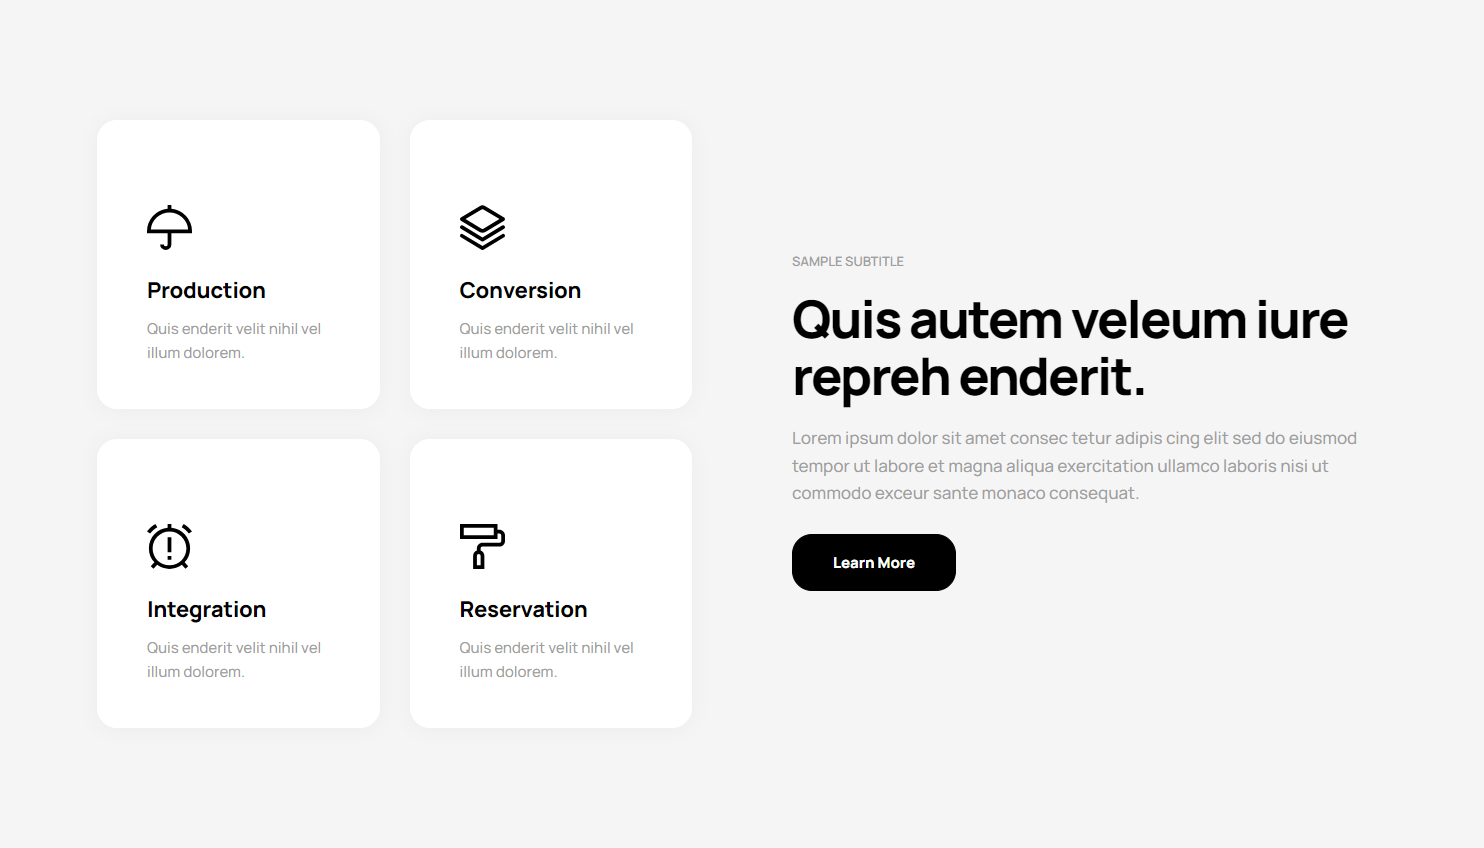 Production
Quis enderit velit nihil vel
illum dolorem.
Conversion
Quis enderit velit nihil vel
illum dolorem.
Integration
Quis enderit velit nihil vel
illum dolorem.
Reservation
Quis enderit velit nihil vel
illum dolorem.
SAMPLE SUBTITLE
Quis autem veleum iure
repreh enderit.
Lorem ipsum dolor sit amet consec tetur adipis cing elit sed do eiusmod
tempor ut labore et magna aliqua exercitation ullamco laboris nisi ut
commodo exceur sante monaco consequat.
Learn More